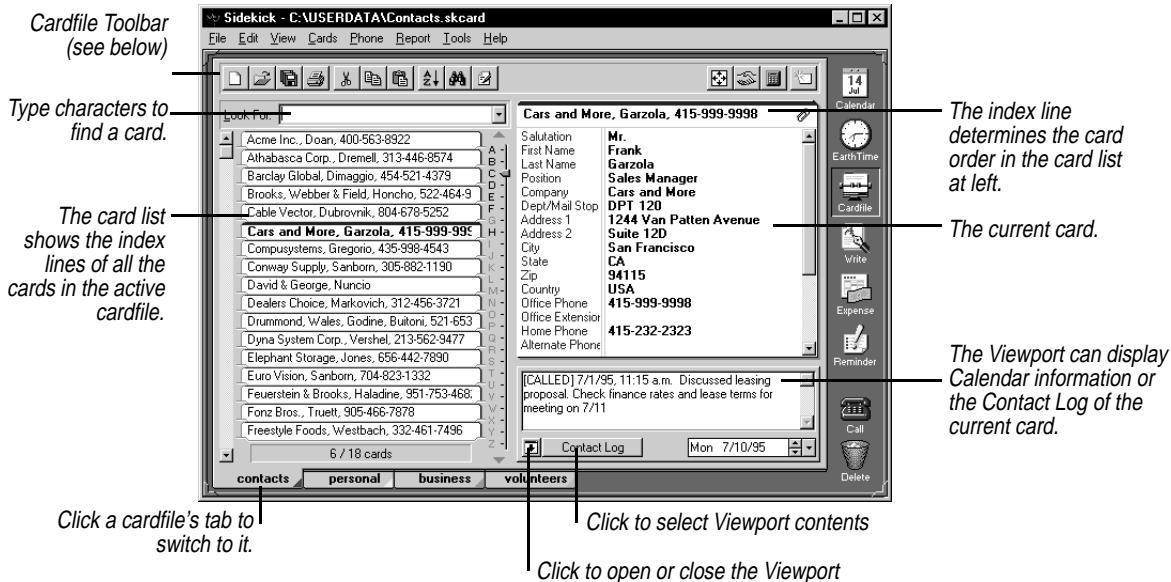 Cardfile Toolbar
(see below)
Type characters to
find a card.
The card list
shows the index
lines of all the
cards in the active
cardfile.
Click a cardfile's tab to
switch to it.
Sidekick - C:\USERDATA\Contacts.skcard
File Edit View Cards Phone Report Tools Help
Look For:
Acme Inc., Doan, 400-563-8922
Athabasca Corp., Dremell, 313-446-8574
Barclay Global, Dimaggio, 454-521-4379
Brooks, Webber & Field, Honcho, 522-464-9
Cable Vector, Dubrovnik, 804-678-5252
Cars and More, Garzola, 415-999-999
Compusystems, Gregorio, 435-998-4543
Conway Supply, Sanborn, 305-882-1190
David & George, Nuncio
Dealers Choice, Markovich, 312-456-3721
Drummond, Wales, Godine, Buitoni, 521-653
Dyna System Corp., Vershel, 213-562-9477
Elephant Storage, Jones, 656-442-7890
Euro Vision, Sanborn, 704-823-1332
Feuerstein & Brooks, Haladine, 951-753-468
Fonz Bros., Truett, 905-466-7878
Freestyle Foods, Westbach, 332-461-7496
6 / 18 cards
A
B
C
D
E
F
G
H
I
J
K
L
M
N
O
P
Q
R
S
T
U
V
W
X
Y
Z
contacts personal business volunteers
Cars and More, Garzola, 415-999-9998
Salutation Mr.
First Name Frank
Last Name Garzola
Position Sales Manager
Company Cars and More
Dept/Mail Stop DPT 120
Address 1 1244 Van Patten Avenue
Address 2 Suite 12D
City San Francisco
State CA
Zip 94115
Country USA
Office Phone 415-999-9998
Office Extension
Home Phone 415-232-2323
Alternate Phone
[CALLED] 7/1/95, 11:15 a.m. Discussed leasing
proposal. Check finance rates and lease terms for
meeting on 7/11
Contact Log Mon 7/10/95
14
Jul
Calendar
EarthTime
Cardfile
Write
Expense
Reminder
Call
Delete
The index line
determines the card
order in the card list
at left.
The current card.
The Viewport can display
Calendar information or
the Contact Log of the
current card.
Click to select Viewport contents
Click to open or close the Viewport